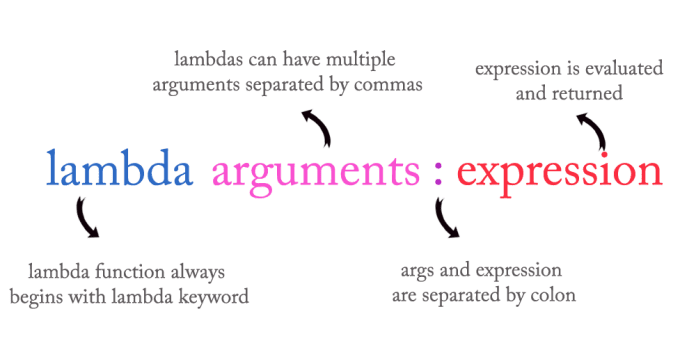 lambdas can have multiple
arguments separated by commas
expression is evaluated
and returned
lambda arguments : expression
lambda function always
begins with lambda keyword
args and expression
are separated by colon